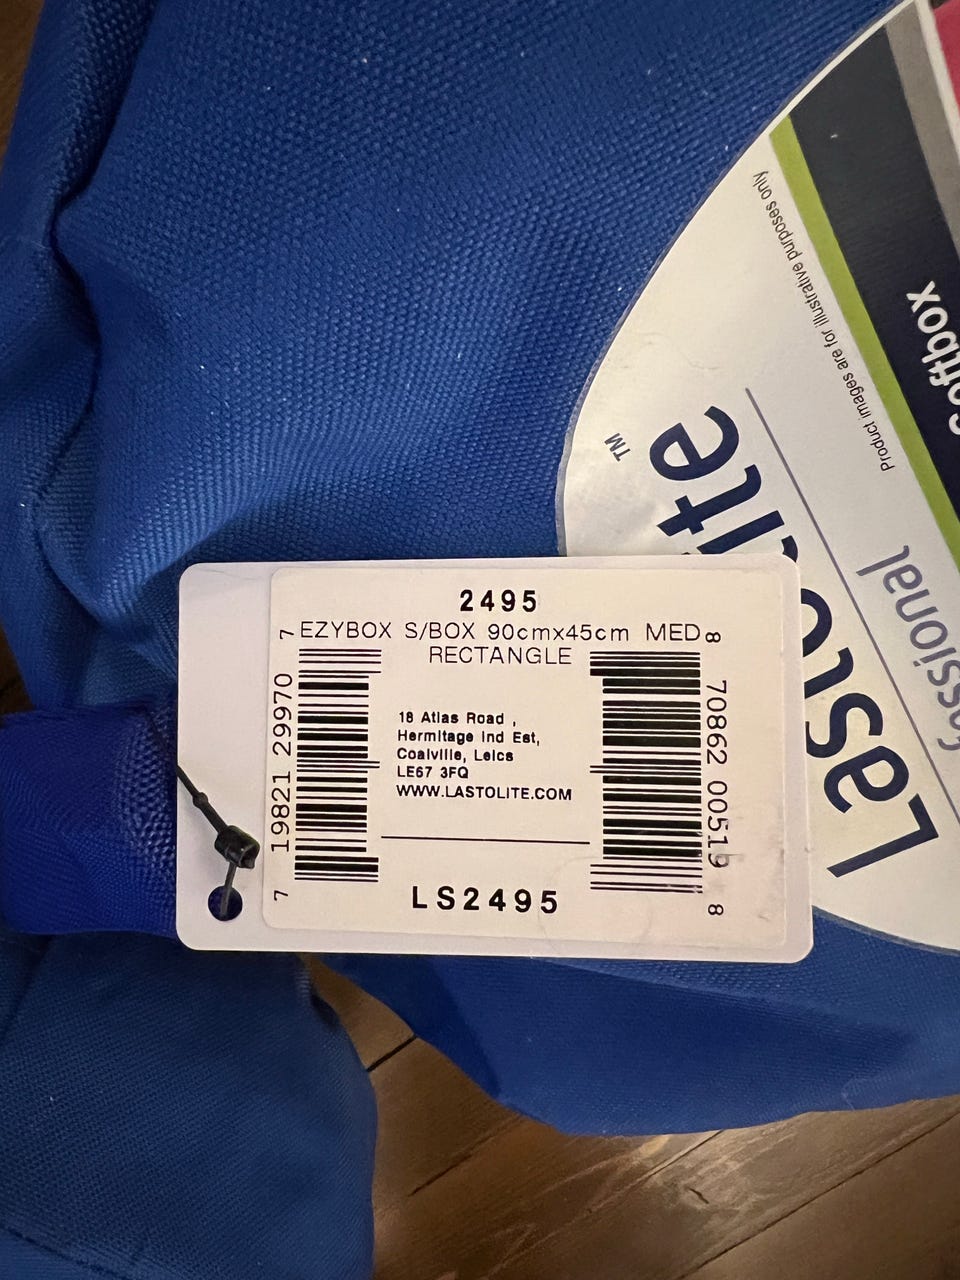 2495
EZYBOX S/BOX 90cmx45cm MED
RECTANGLE
18 Atlas Road ,
Hermitage Ind Est,
Coalville, Leics
LE67 3FQ
WWW.LASTOLITE.COM
LS2495
7 19821 29970 7
8 70862 00519 8
Lastolite TM
fessional
Product images are for illustrative purposes only
Softbox